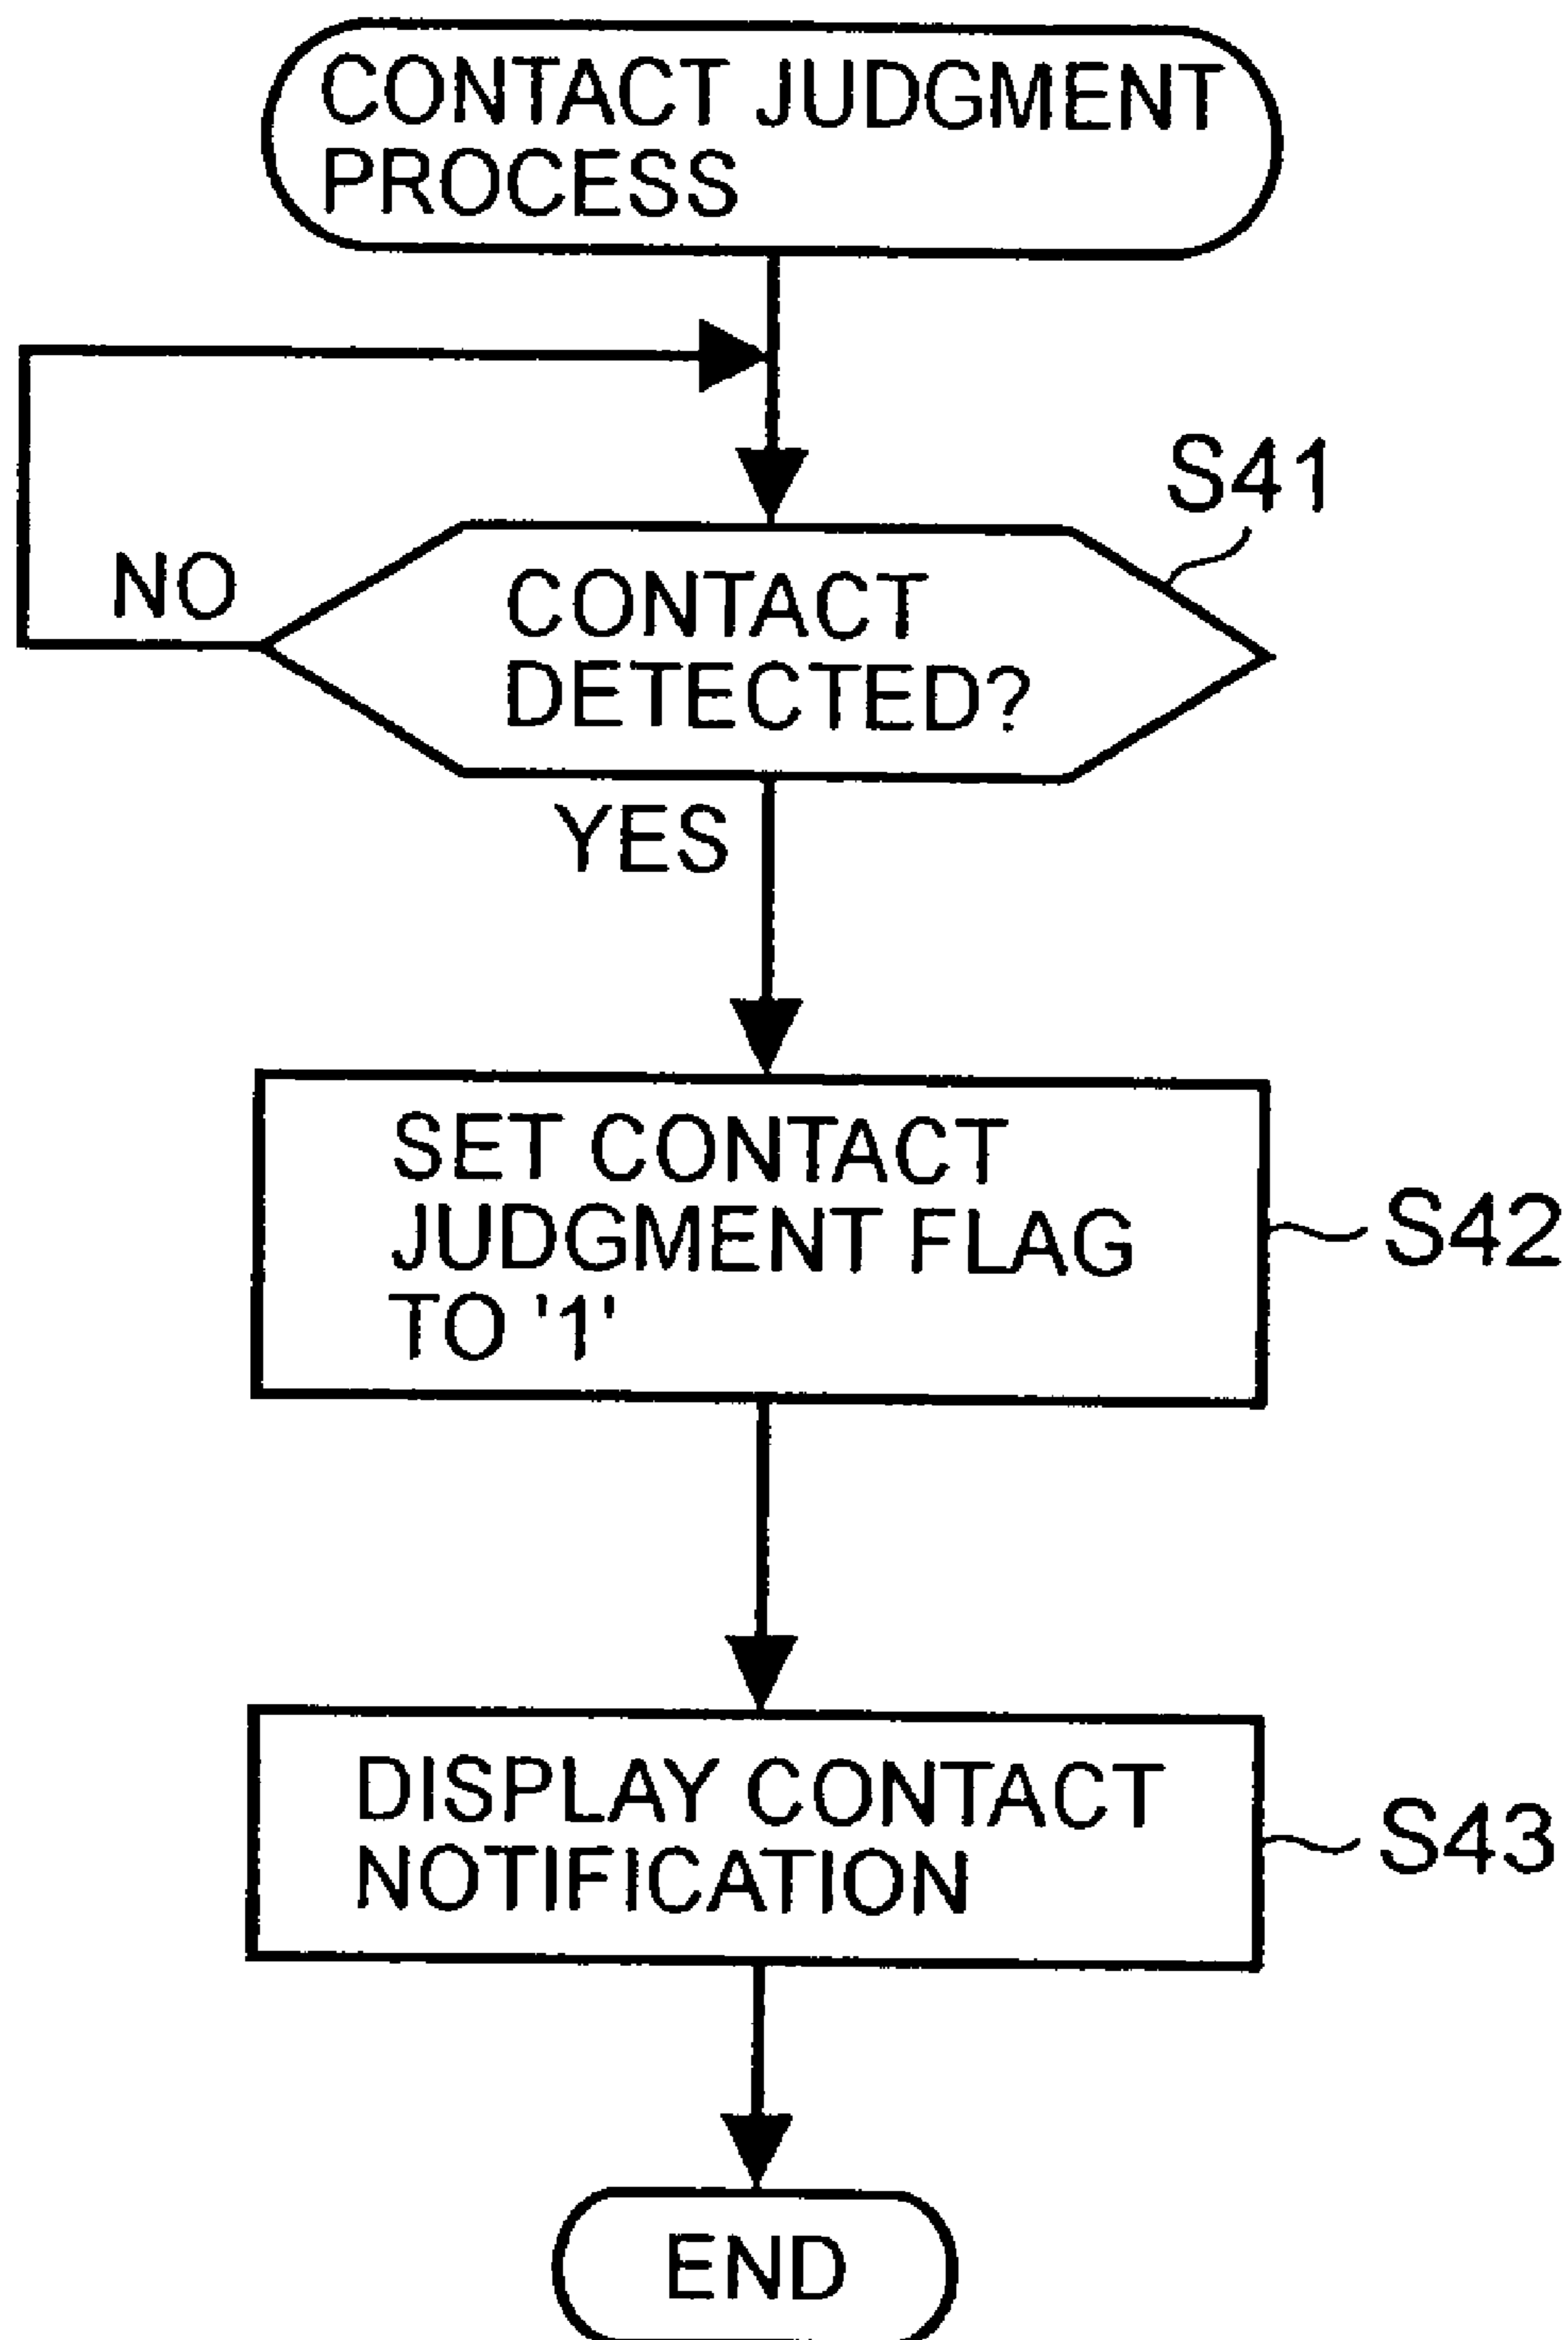 CONTACT JUDGMENT
PROCESS
S41
NO
CONTACT
DETECTED?
YES
SET CONTACT
JUDGMENT FLAG
TO '1'
S42
DISPLAY CONTACT
NOTIFICATION
S43
END